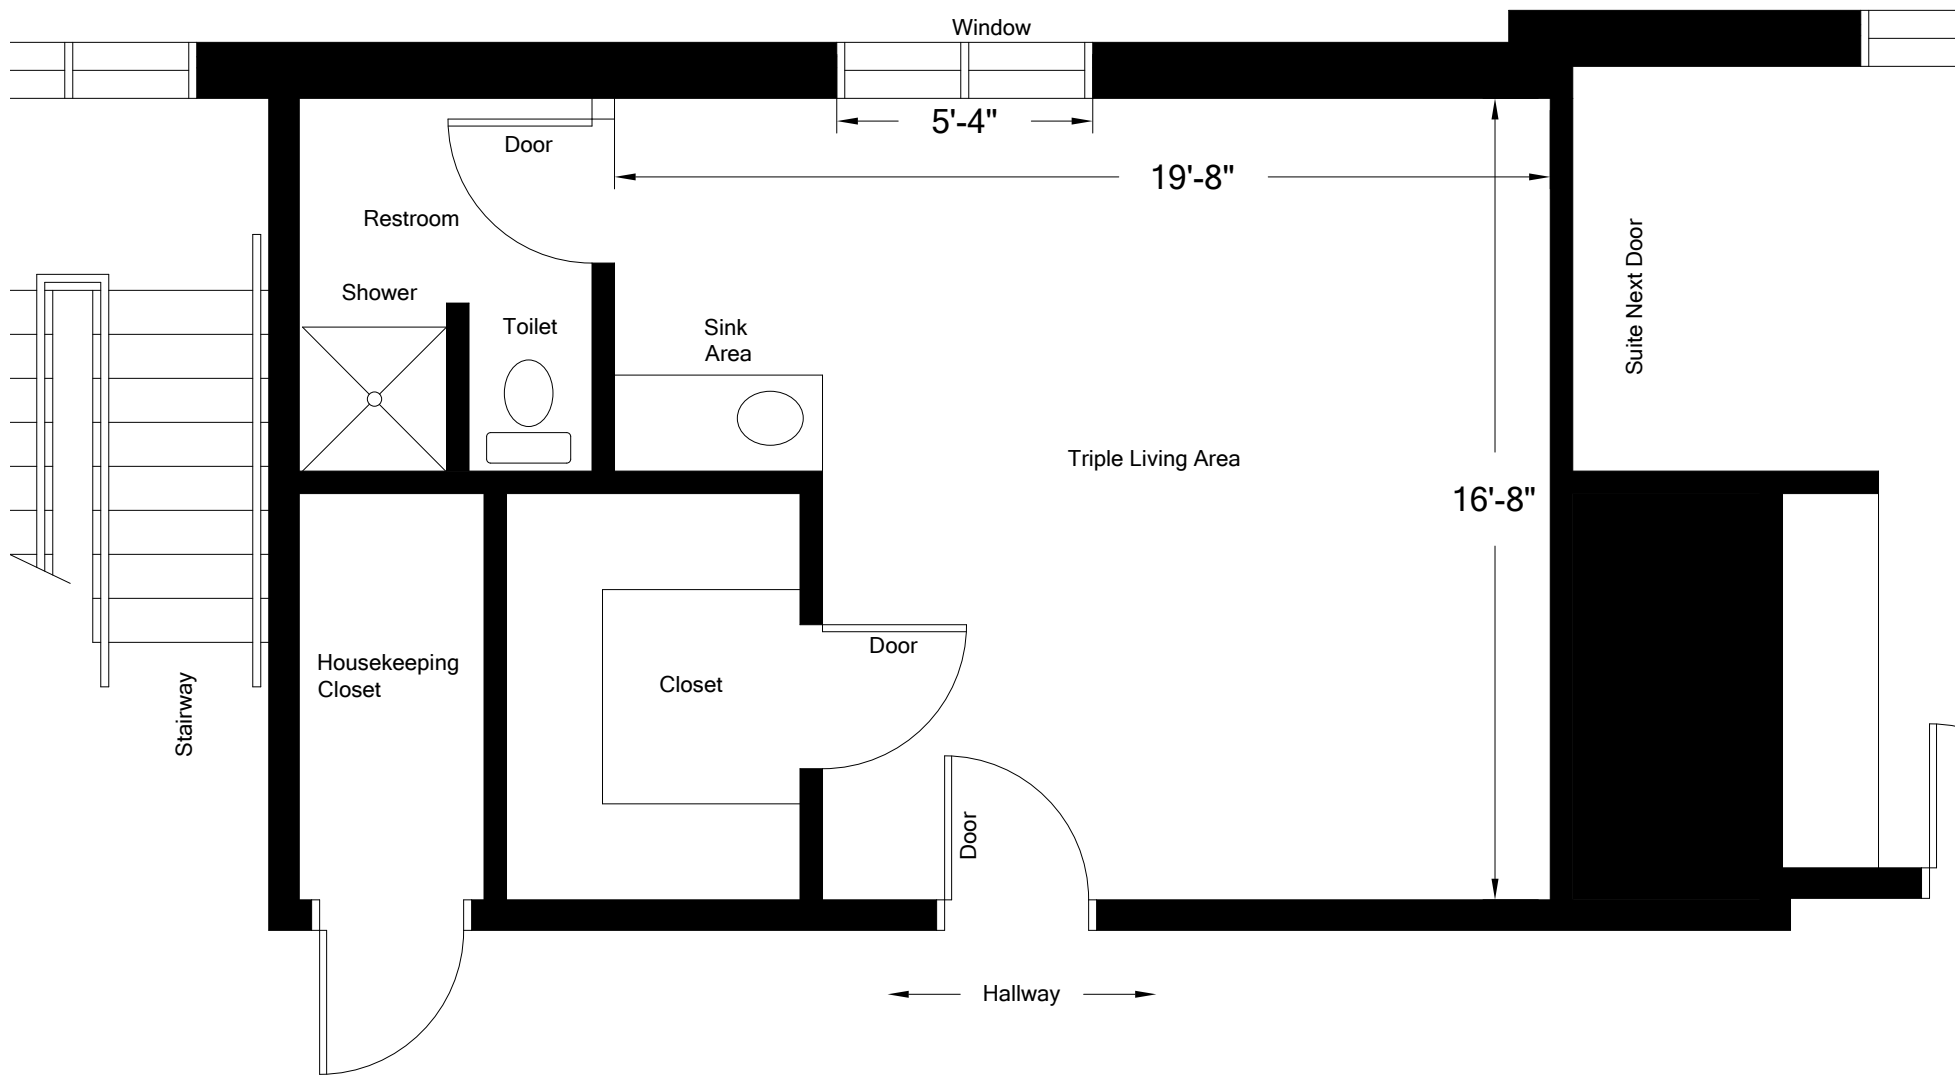 Window
5'-4"
Door
19'-8"
Restroom
Suite Next Door
Shower
Toilet
Sink
Area
Triple Living Area
16'-8"
Door
Housekeeping
Closet
Closet
Stairway
Door
Hallway